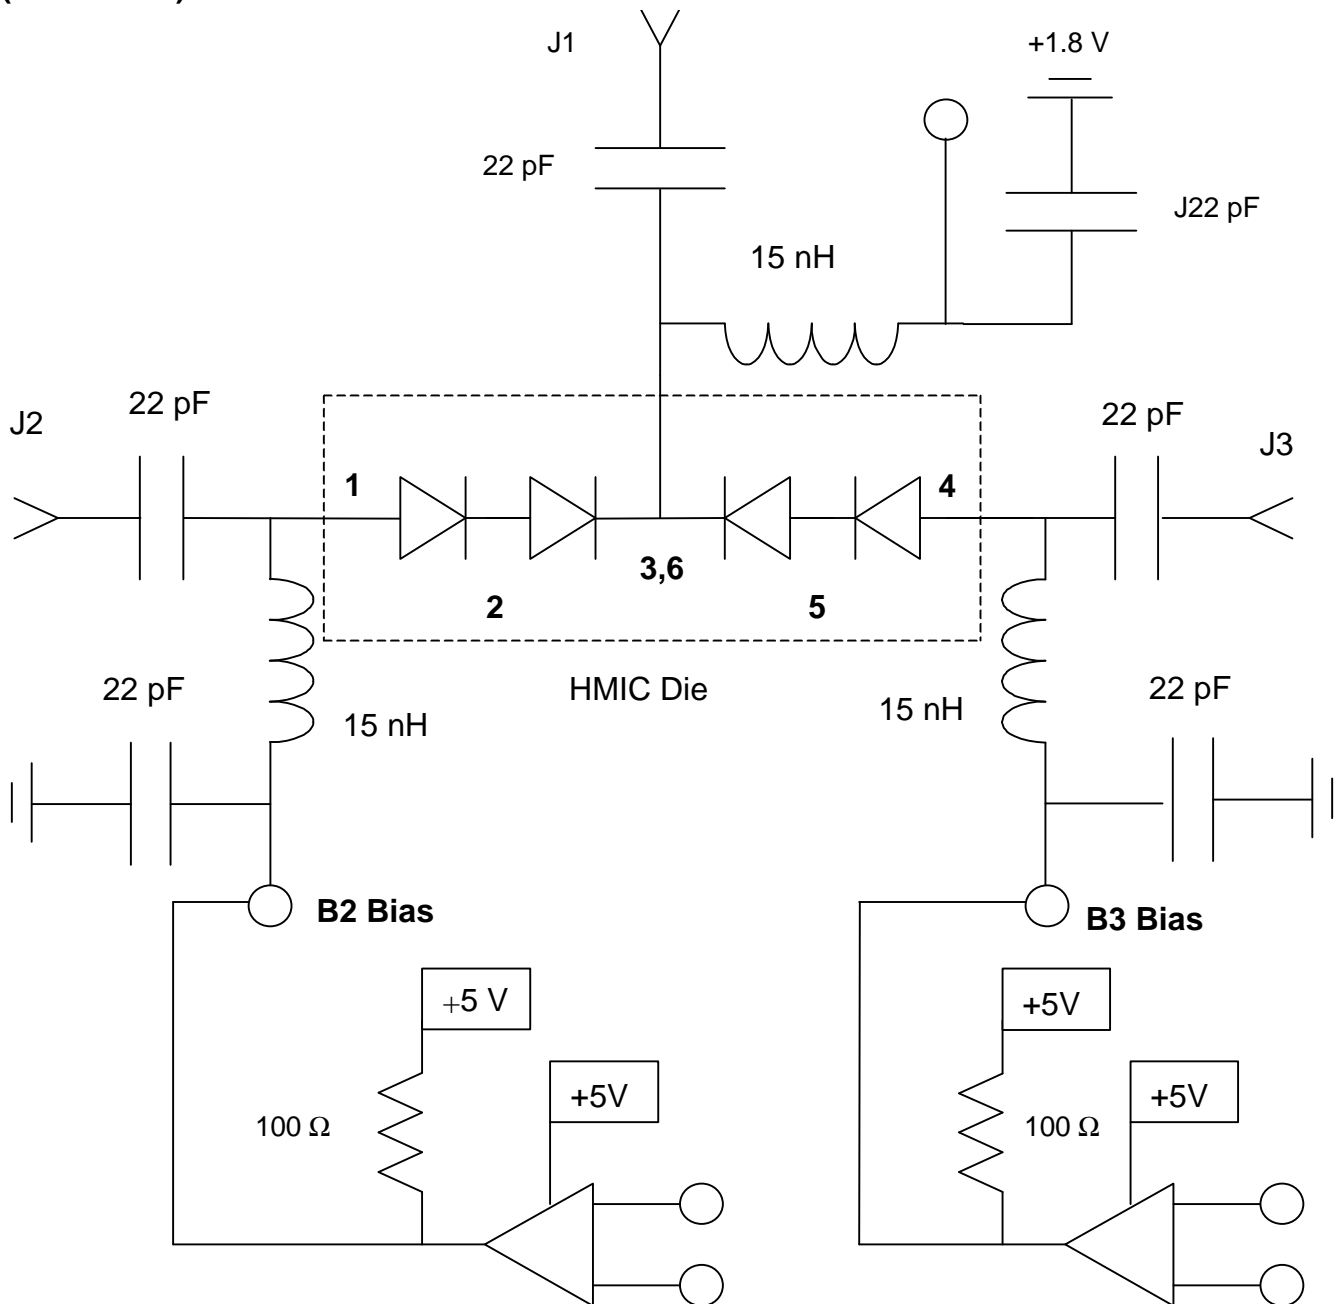 J1
+1.8 V
22 pF
J22 pF
15 nH
J2
22 pF
22 pF
J3
1
4
3,6
2
5
HMIC Die
22 pF
15 nH
15 nH
22 pF
B2 Bias
B3 Bias
+5 V
+5V
+5V
+5V
100 Ω
100 Ω